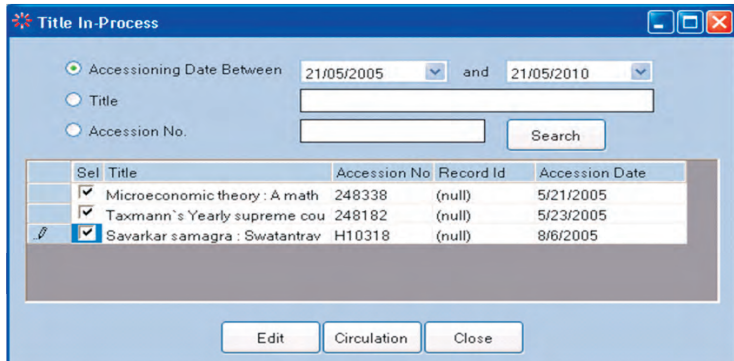 Title In-Process
Accessioning Date Between 21/05/2005 and 21/05/2010
Title
Accession No. Search
Sel Title Accession No Record Id Accession Date
Microeconomic theory : A math 248338 (null) 5/21/2005
Taxmann`s Yearly supreme cou 248182 (null) 5/23/2005
Savarkar samagra : Swatantrav H10318 (null) 8/6/2005
Edit Circulation Close